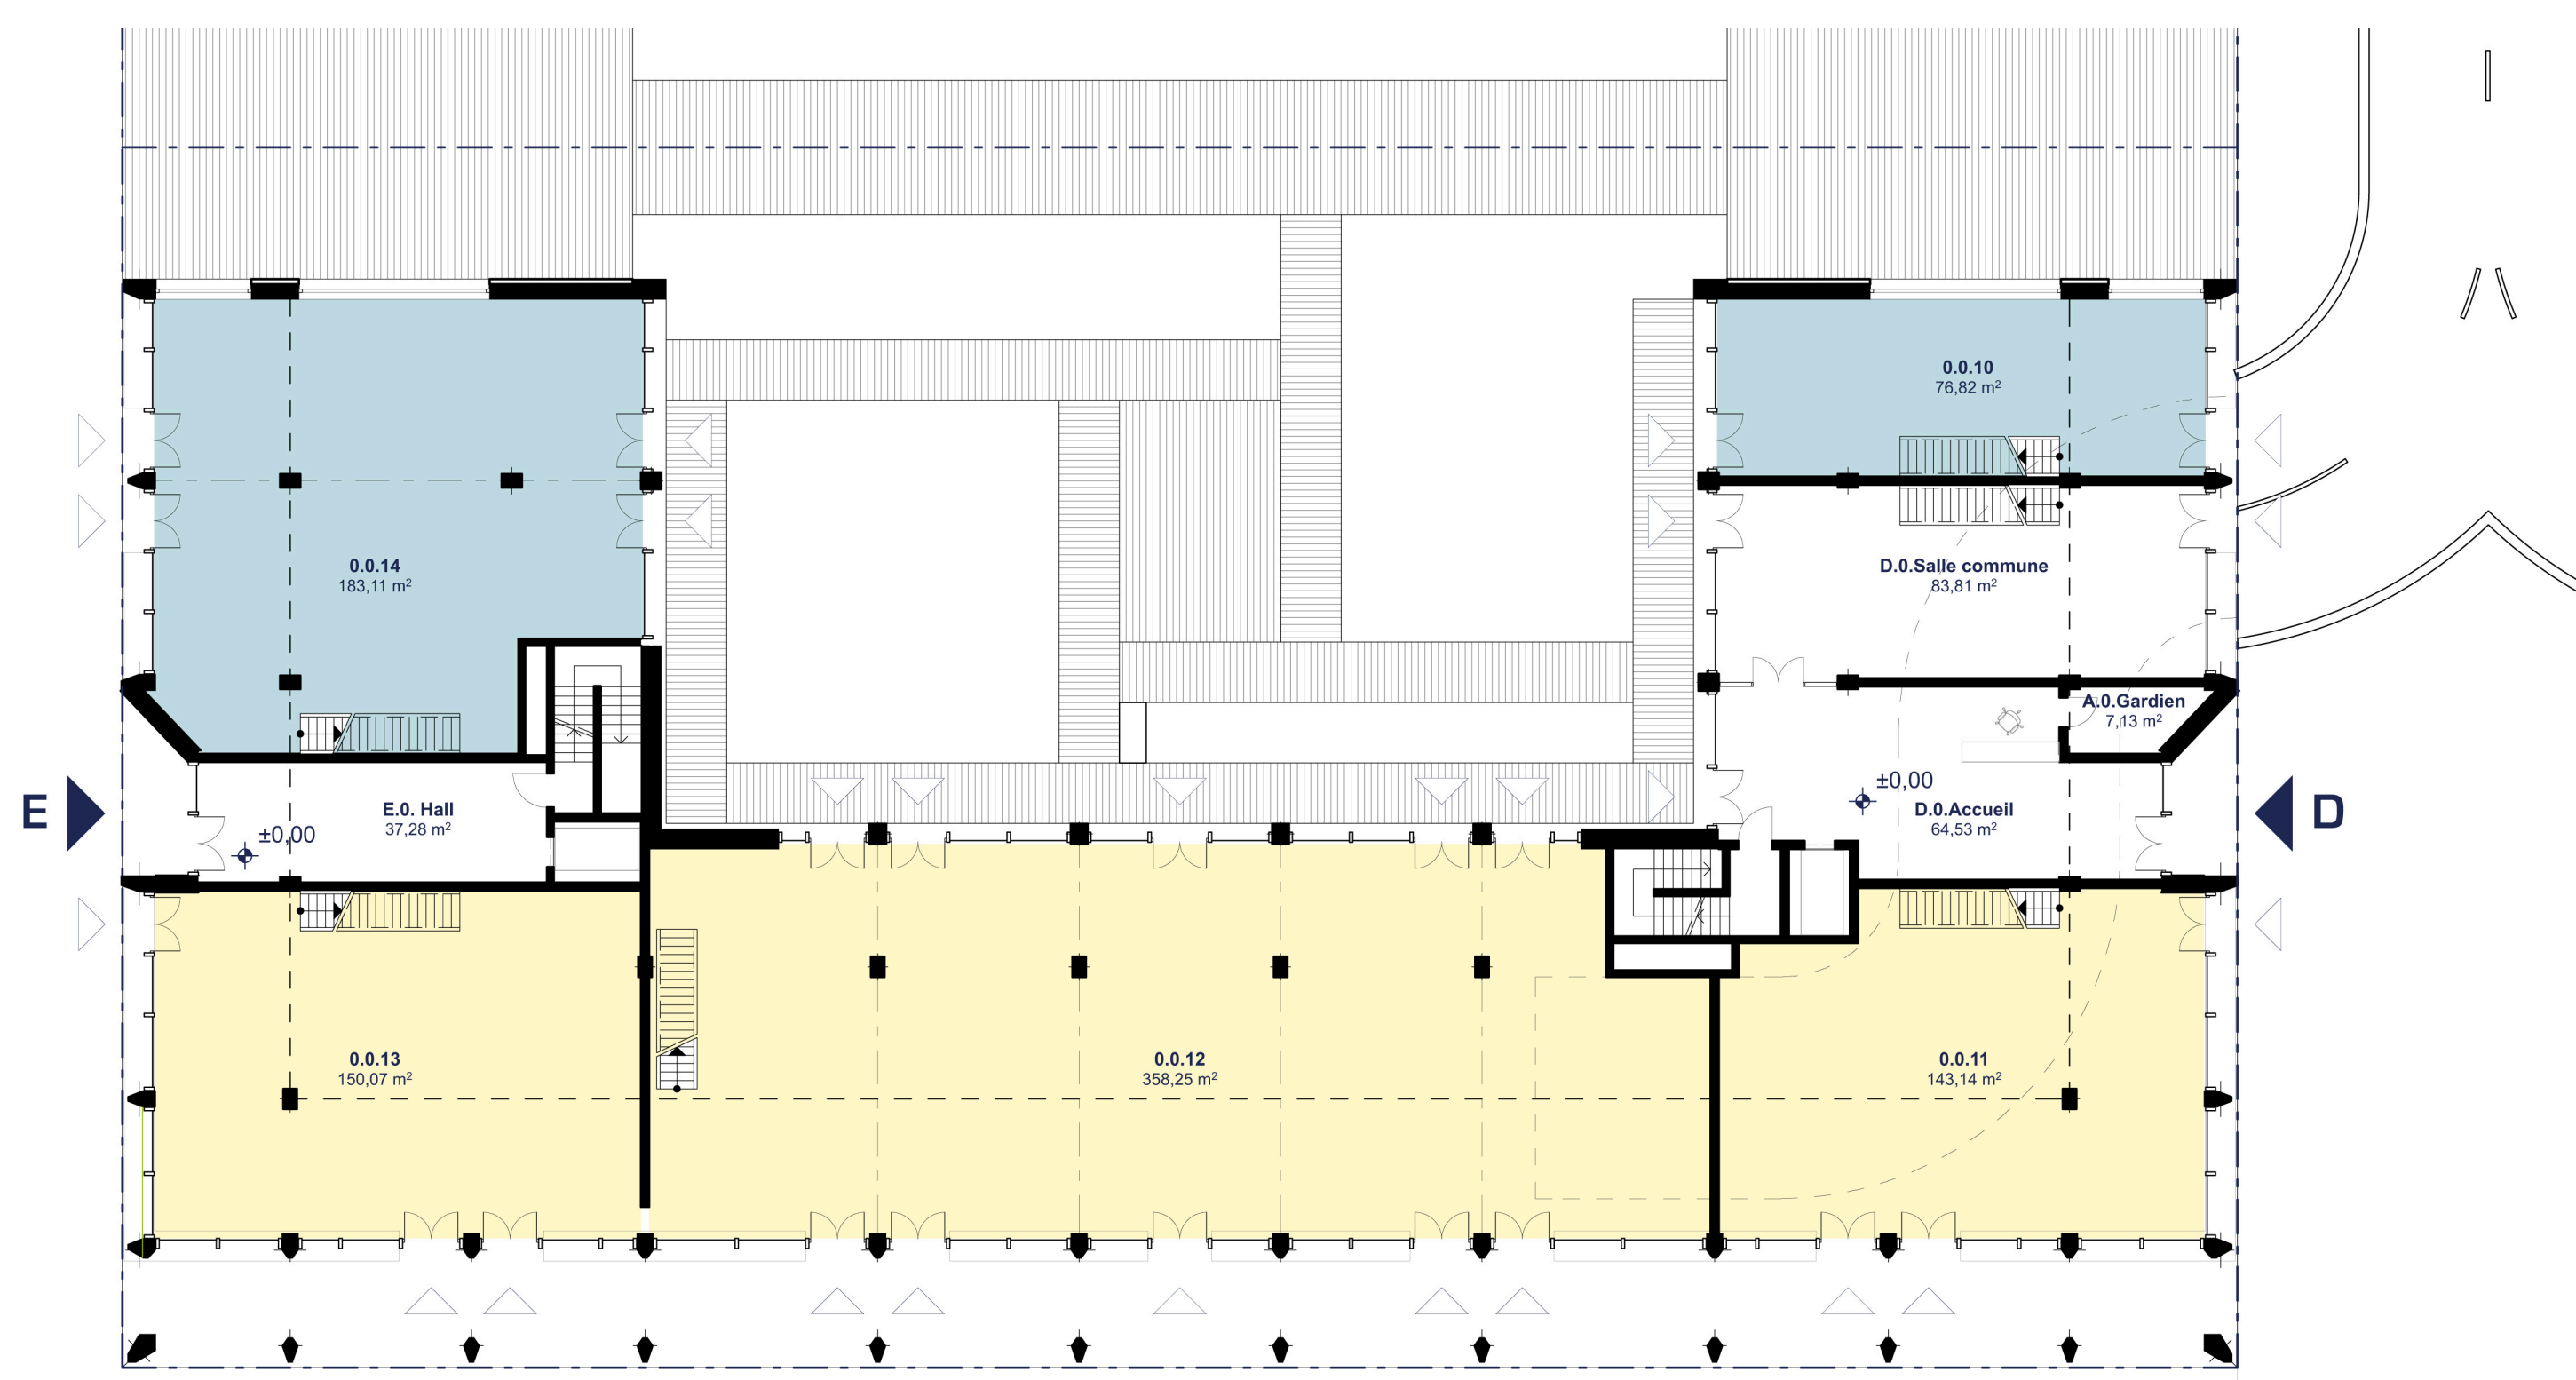 0.0.10
76,82 m²
0.0.14
183,11 m²
D.0.Salle commune
83,81 m²
A.0.Gardien
7,13 m²
E
E.0. Hall
37,28 m²
±0,00
±0,00
D.0.Accueil
64,53 m²
D
0.0.13
150,07 m²
0.0.12
358,25 m²
0.0.11
143,14 m²